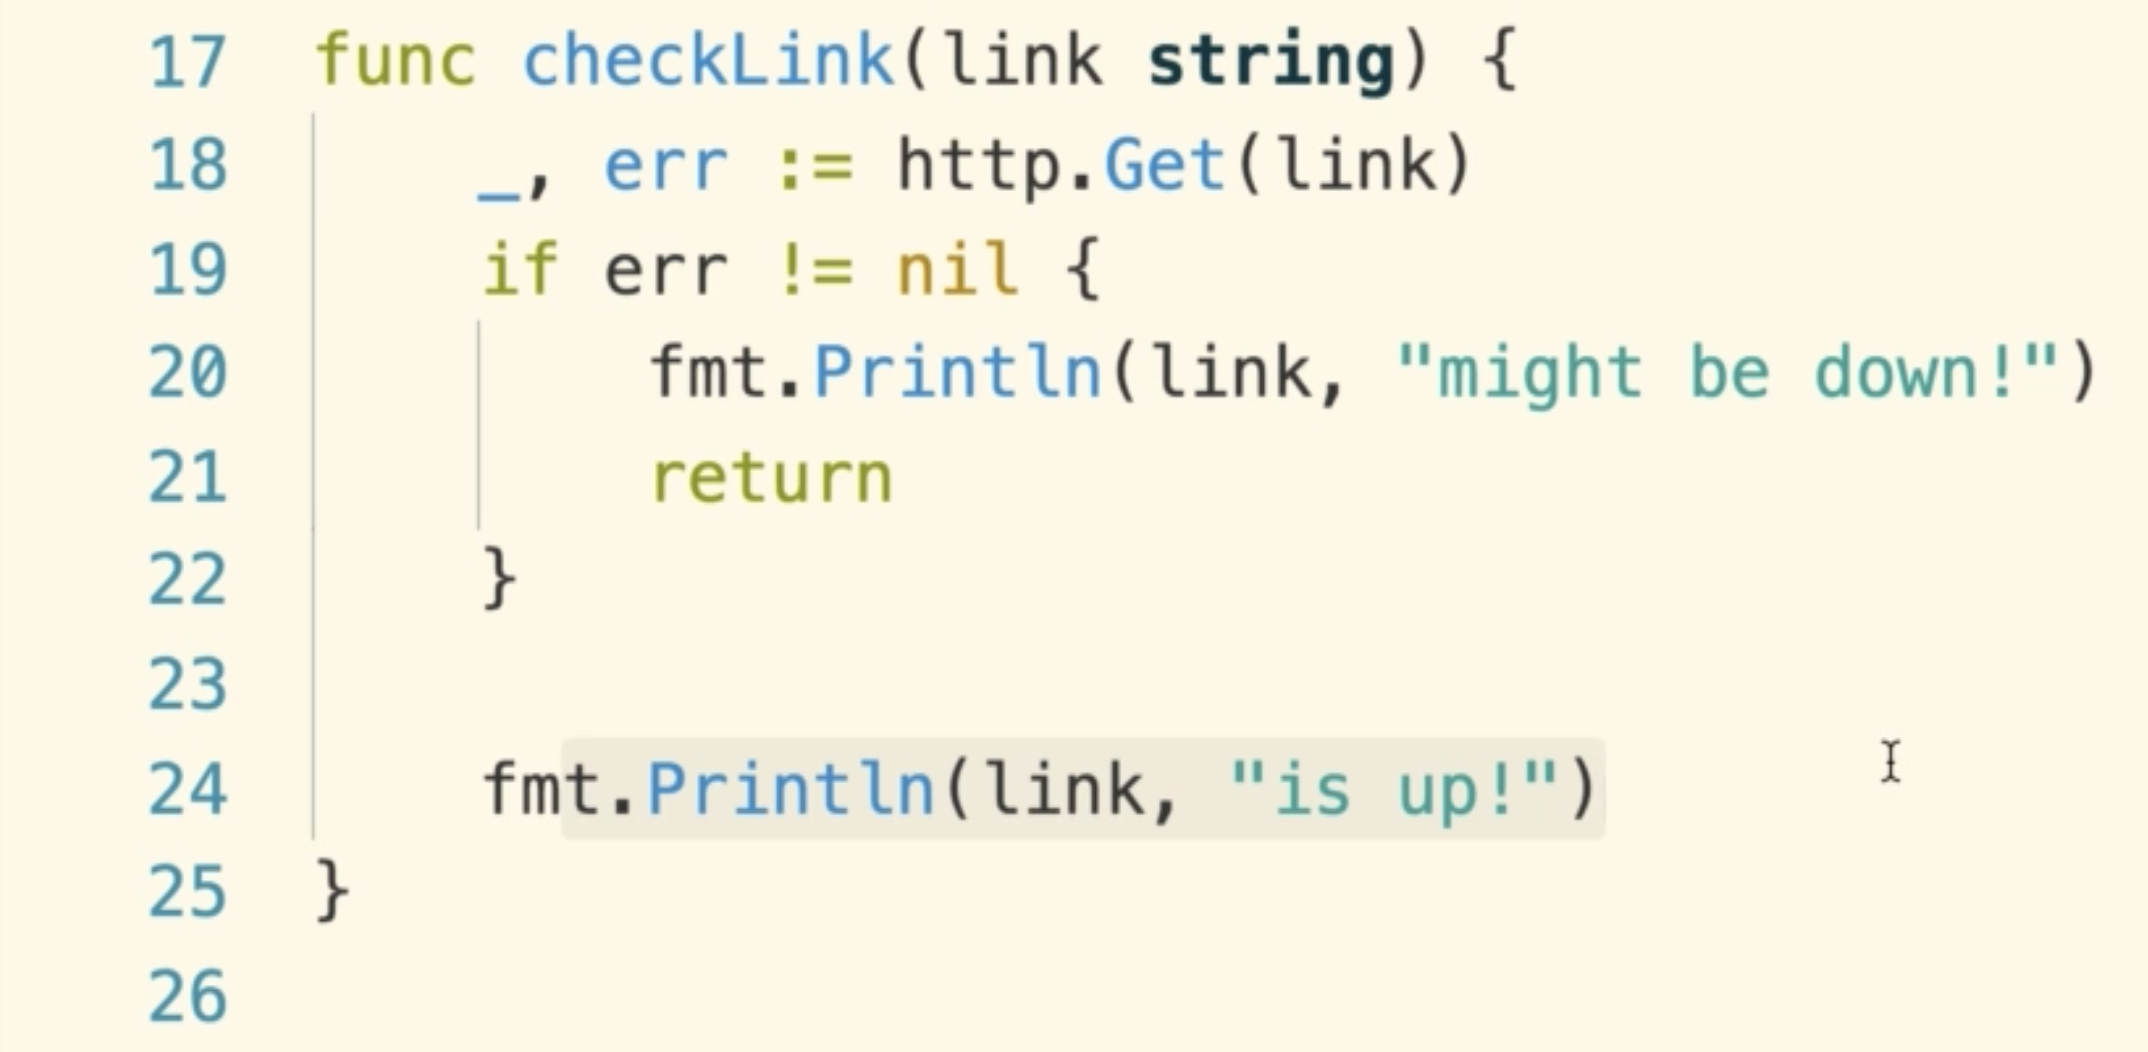 17 func checkLink(link string) {
18 _, err := http.Get(link)
19 if err != nil {
20 fmt.Println(link, "might be down!")
21 return
22 }
23
24 fmt.Println(link, "is up!")
25 }
26